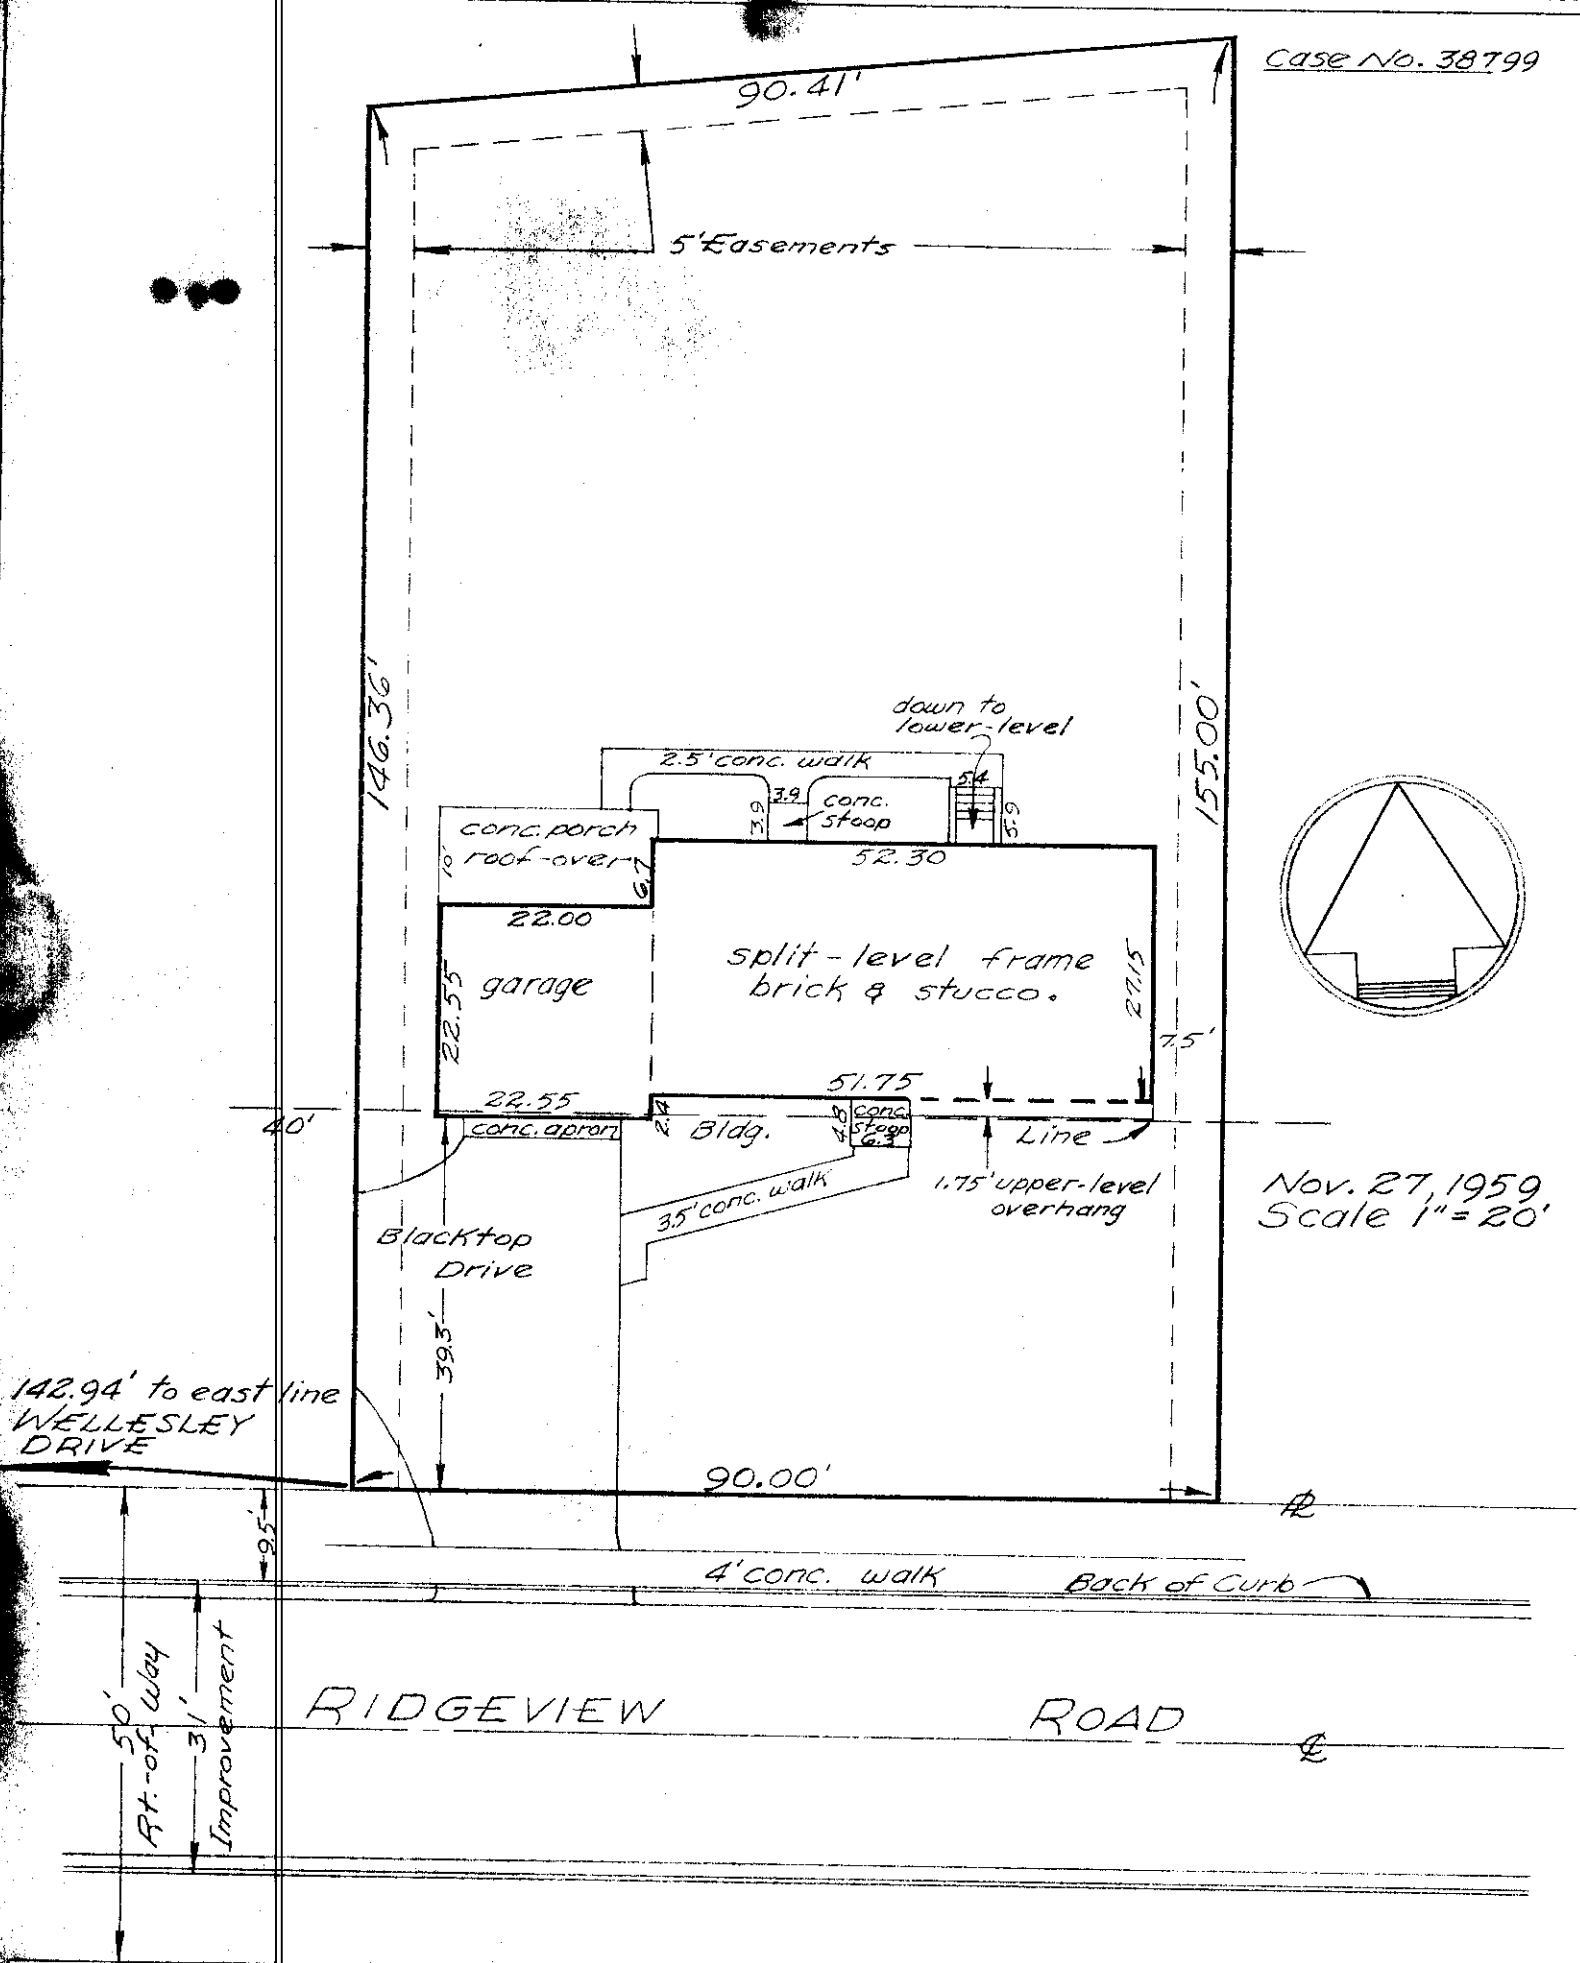 Case No. 38799
90.41'
5' Easements
146.36'
155.00'
down to
lower-level
2.5' conc. walk
5.4
3.9
3.9
conc.
stoop
5.9
conc. porch
roof-over
10'
6.7
52.30
22.00
split-level frame
brick & stucco.
garage
22.55
27.15
7.5'
51.75
22.55
40'
conc. apron
2.4
Bldg.
4.8
conc.
stoop
6.3
Line
1.75' upper-level
overhang
3.5' conc. walk
Nov. 27, 1959
Scale 1" = 20'
Blacktop
Drive
39.3'
142.94' to east line
WELLESLEY
DRIVE
90.00'
PL
9.5'
4' conc. walk
Back of Curb
50'
Rt.-of-Way
31'
Improvement
RIDGEVIEW ROAD
CL